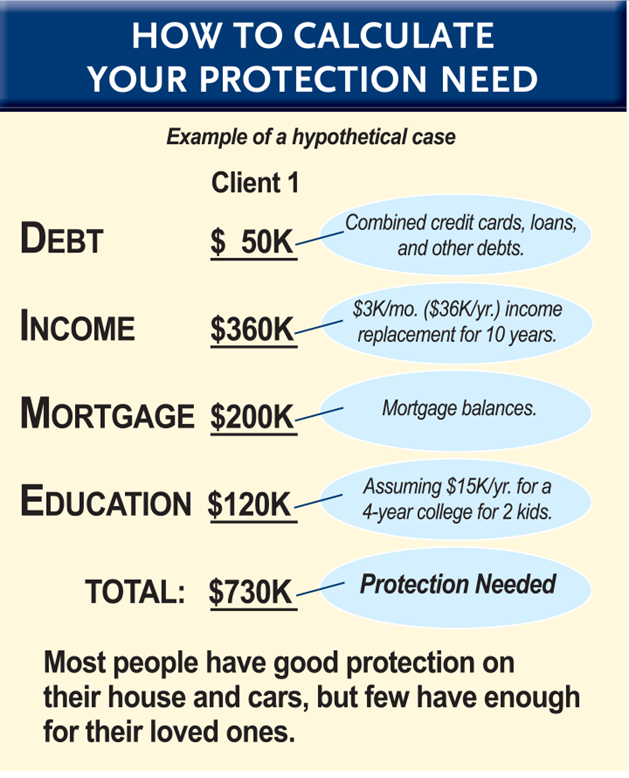 HOW TO CALCULATE
YOUR PROTECTION NEED
Example of a hypothetical case
Client 1
DEBT $ 50K Combined credit cards, loans,
and other debts.
INCOME $360K $3K/mo. ($36K/yr.) income
replacement for 10 years.
MORTGAGE $200K Mortgage balances.
EDUCATION $120K Assuming $15K/yr. for a
4-year college for 2 kids.
TOTAL: $730K Protection Needed
Most people have good protection on
their house and cars, but few have enough
for their loved ones.